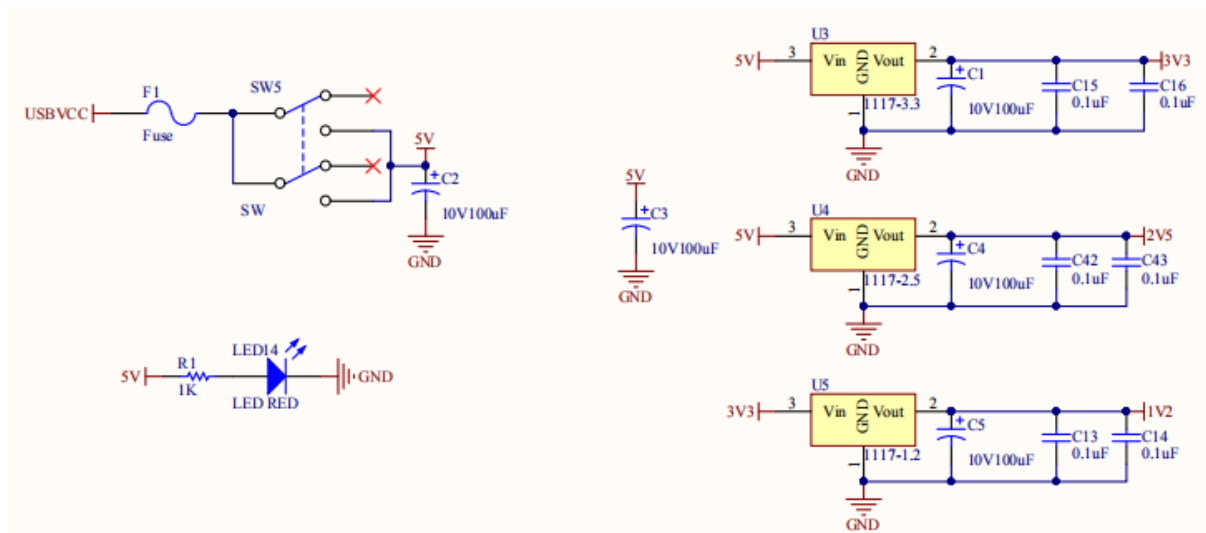 USBVCC
F1
Fuse
SW5
SW
5V
C2
10V100uF
GND
5V
R1
1K
LED14
LED RED
GND
5V
C3
10V100uF
GND
U3
5V
3
Vin
GND
Vout
2
1
1117-3.3
C1
10V100uF
C15
0.1uF
C16
0.1uF
3V3
GND
U4
5V
3
Vin
GND
Vout
2
1
1117-2.5
C4
10V100uF
C42
0.1uF
C43
0.1uF
2V5
GND
U5
3V3
3
Vin
GND
Vout
2
1
1117-1.2
C5
10V100uF
C13
0.1uF
C14
0.1uF
1V2
GND